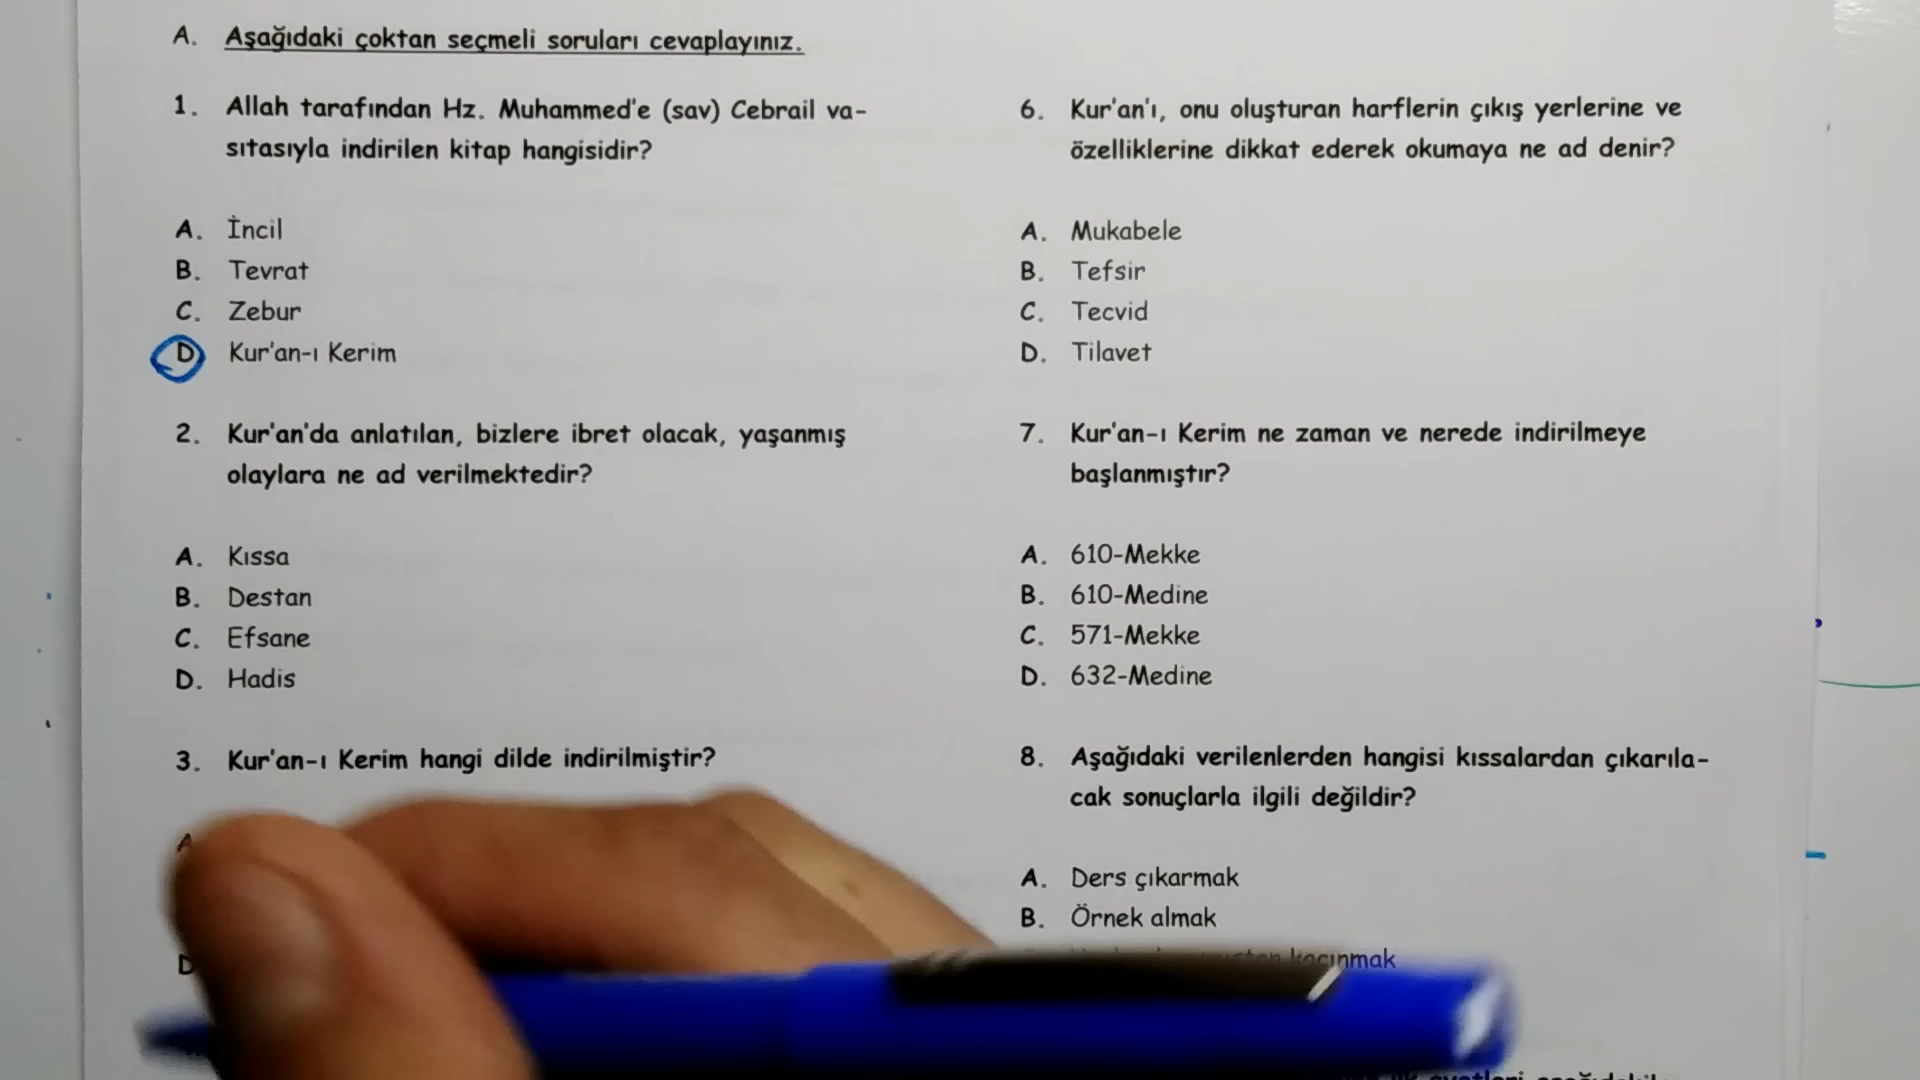 A. Aşağıdaki çoktan seçmeli soruları cevaplayınız.
1. Allah tarafından Hz. Muhammed'e (sav) Cebrail va-
sıtasıyla indirilen kitap hangisidir?
A. İncil
B. Tevrat
C. Zebur
D Kur'an-ı Kerim
2. Kur'an'da anlatılan, bizlere ibret olacak, yaşanmış
olaylara ne ad verilmektedir?
A. Kıssa
B. Destan
C. Efsane
D. Hadis
3. Kur'an-ı Kerim hangi dilde indirilmiştir?
A
D
6. Kur'an'ı, onu oluşturan harflerin çıkış yerlerine ve
özelliklerine dikkat ederek okumaya ne ad denir?
A. Mukabele
B. Tefsir
C. Tecvid
D. Tilavet
7. Kur'an-ı Kerim ne zaman ve nerede indirilmeye
başlanmıştır?
A. 610-Mekke
B. 610-Medine
C. 571-Mekke
D. 632-Medine
8. Aşağıdaki verilenlerden hangisi kıssalardan çıkarıla-
cak sonuçlarla ilgili değildir?
A. Ders çıkarmak
B. Örnek almak
kaçınmak